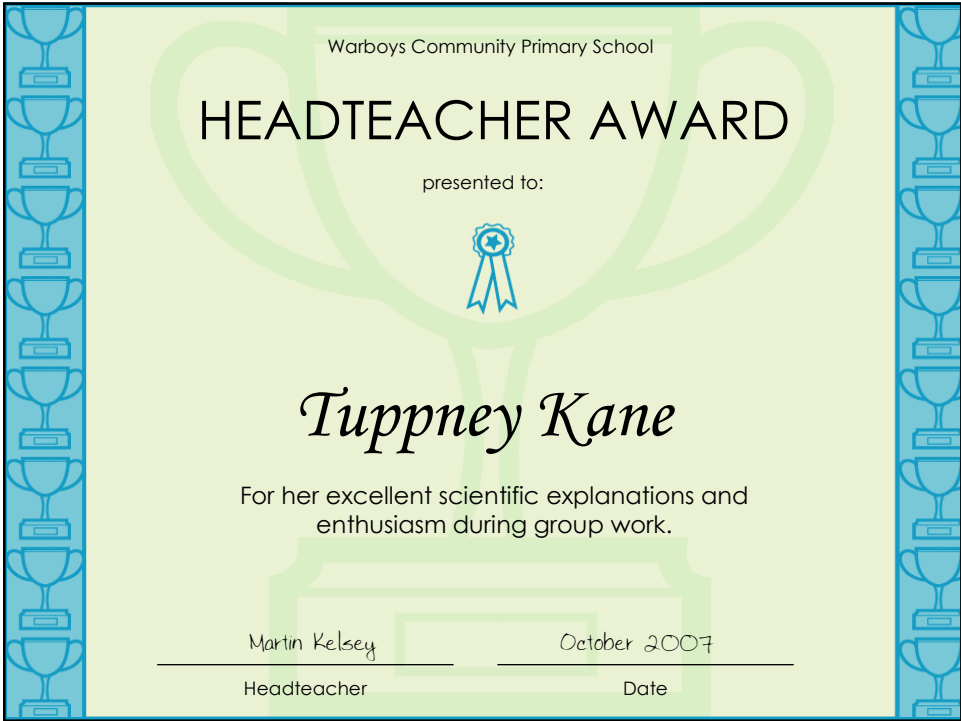 Warboys Community Primary School
HEADTEACHER AWARD
presented to:
Tuppney Kane
For her excellent scientific explanations and
enthusiasm during group work.
Martin Kelsey October 2007
Headteacher Date